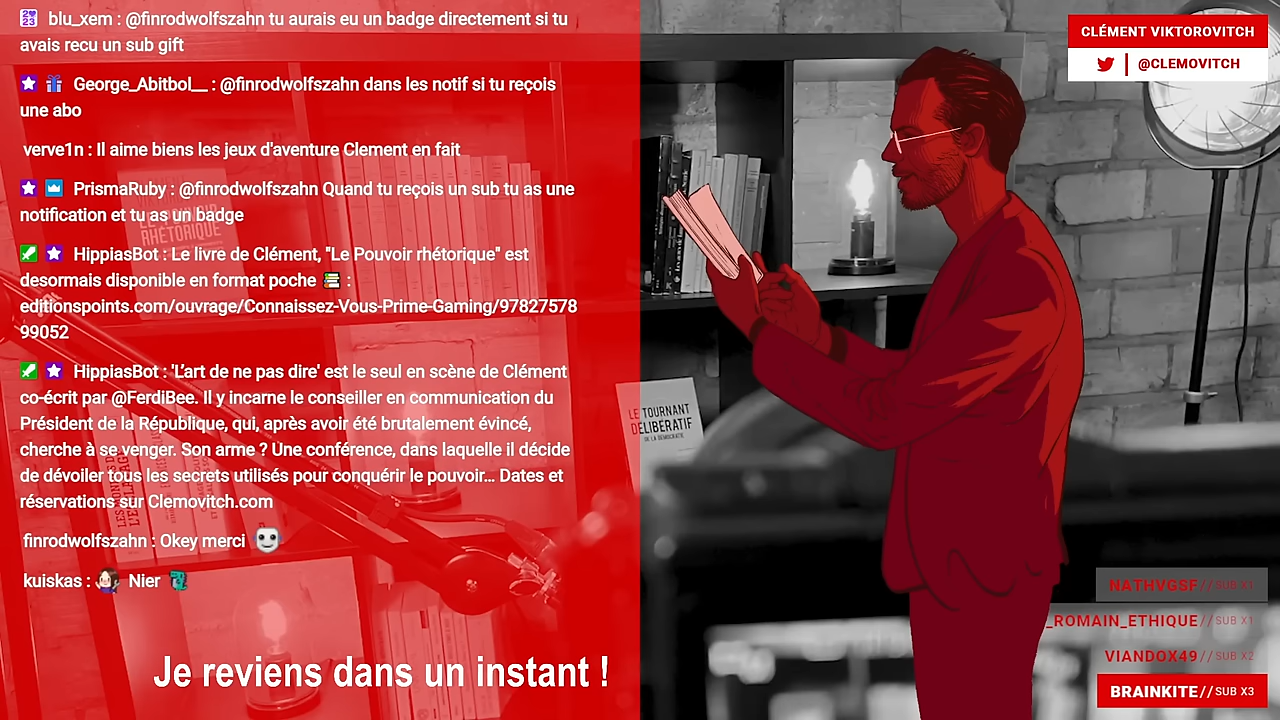 blu_xem : @finrodwolfszahn tu aurais eu un badge directement si tu
avais recu un sub gift
George_Abitbol__ : @finrodwolfszahn dans les notif si tu reçois
une abo
verve1n : Il aime biens les jeux d'aventure Clement en fait
PrismaRuby : @finrodwolfszahn Quand tu reçois un sub tu as une
notification et tu as un badge
HippiasBot : Le livre de Clément, "Le Pouvoir rhétorique" est
desormais disponible en format poche :
editionspoints.com/ouvrage/Connaissez-Vous-Prime-Gaming/97827578
99052
HippiasBot : 'L'art de ne pas dire' est le seul en scène de Clément
co-écrit par @FerdiBee. Il y incarne le conseiller en communication du
Président de la République, qui, après avoir été brutalement évincé,
cherche à se venger. Son arme ? Une conférence, dans laquelle il décide
de dévoiler tous les secrets utilisés pour conquérir le pouvoir... Dates et
réservations sur Clemovitch.com
finrodwolfszahn : Okey merci
kuiskas : Nier
Je reviens dans un instant !
LE POUVOIR
RHÉTORIQUE
LE TOURNANT
DÉLIBÉRATIF
DE LA DÉMOCRATIE
CLÉMENT VIKTOROVITCH
@CLEMOVITCH
NATHVGSF // SUB X1
_ROMAIN_ETHIQUE // SUB X1
VIANDOX49 // SUB X2
BRAINKITE // SUB X3